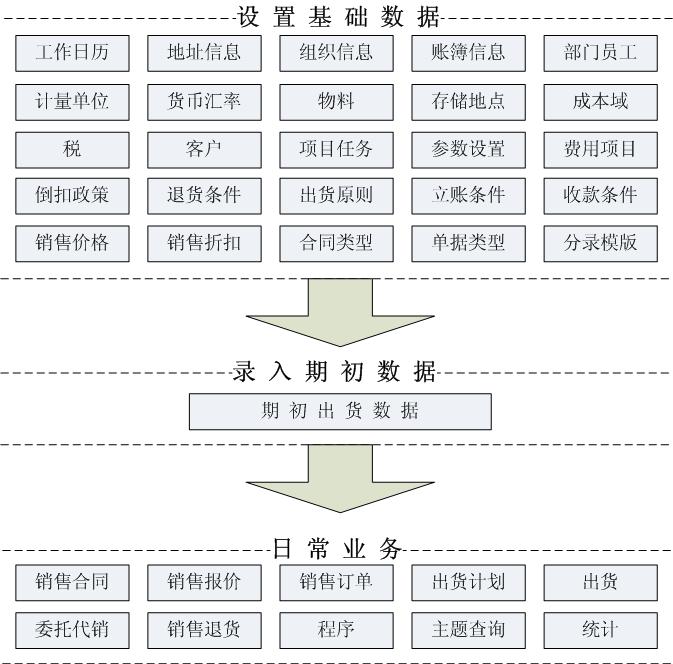 设置基础数据
工作日历 地址信息 组织信息 账簿信息 部门员工
计量单位 货币汇率 物料 存储地点 成本域
税 客户 项目任务 参数设置 费用项目
倒扣政策 退货条件 出货原则 立账条件 收款条件
销售价格 销售折扣 合同类型 单据类型 分录模版
录入期初数据
期初出货数据
日常业务
销售合同 销售报价 销售订单 出货计划 出货
委托代销 销售退货 程序 主题查询 统计